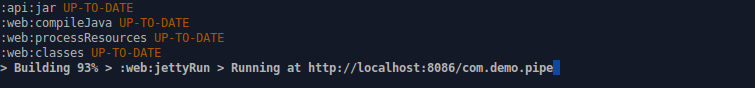 :api:jar UP-TO-DATE
:web:compileJava UP-TO-DATE
:web:processResources UP-TO-DATE
:web:classes UP-TO-DATE
> Building 93% > :web:jettyRun > Running at http://localhost:8086/com.demo.pipe